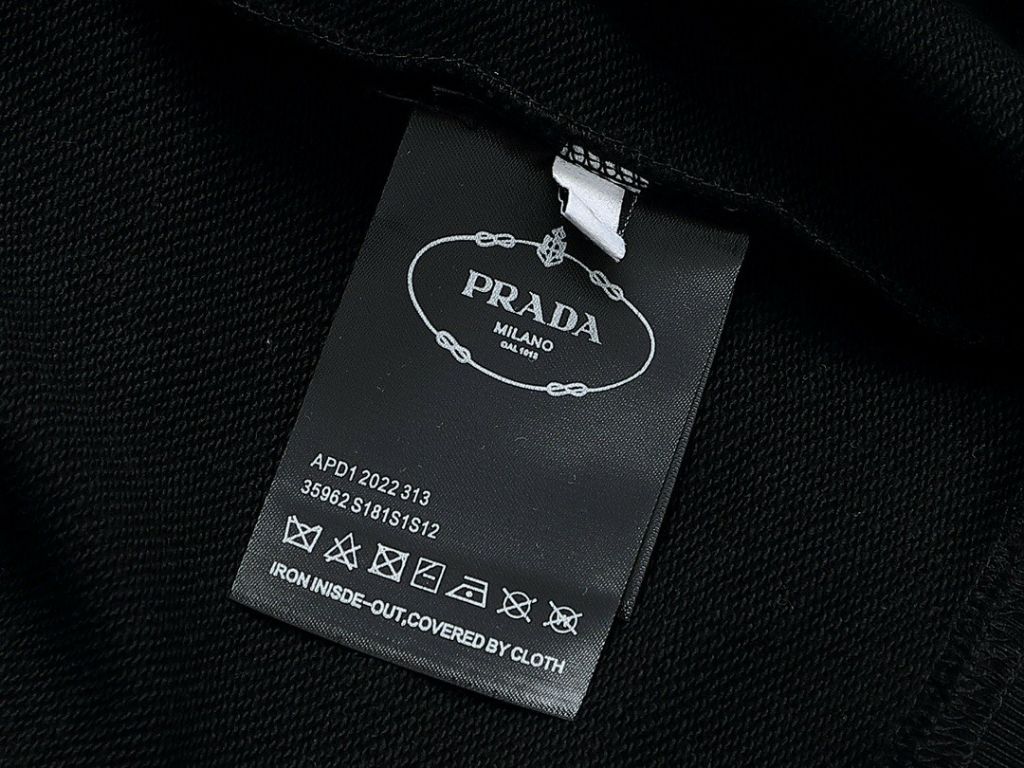 PRADA
MILANO
DAL 1913
APD1 2022 313
35962 S181S1S12
IRON INISDE-OUT,COVERED BY CLOTH